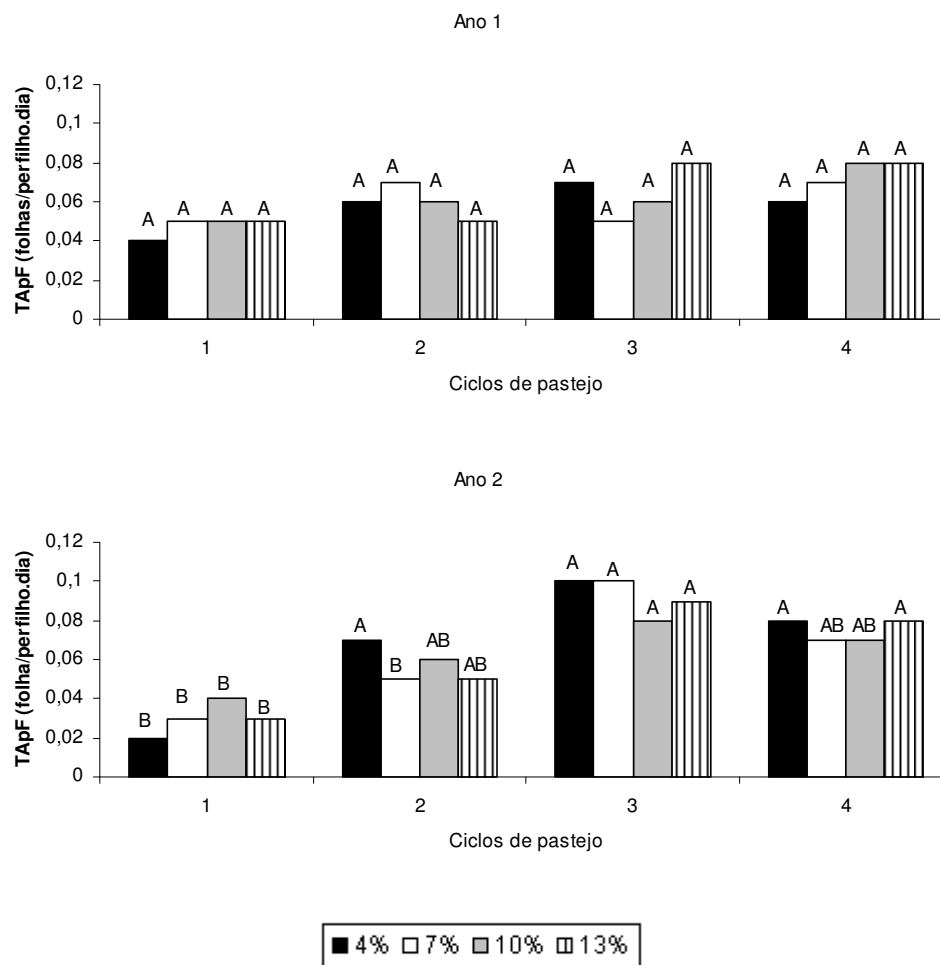 Ano 1
TApF (folhas/perfilho.dia)
0,12
0,1
0,08
0,06
0,04
0,02
0
A A A A
A A A A
A A A A
A A A A
1 2 3 4
Ciclos de pastejo
Ano 2
TApF (folha/perfilho.dia)
0,12
0,1
0,08
0,06
0,04
0,02
0
B B B B
A B AB AB
A A A A
A AB AB A
1 2 3 4
Ciclos de pastejo
4% 7% 10% 13%